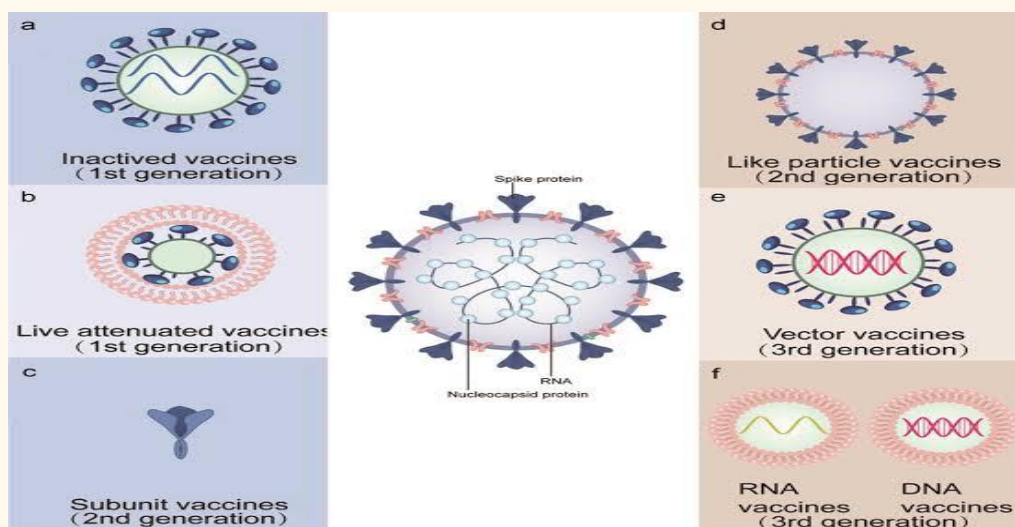 a
Inactived vaccines
(1st generation)
b
Live attenuated vaccines
(1st generation)
c
Subunit vaccines
(2nd generation)
Spike protein
RNA
Nucleocapsid protein
d
Like particle vaccines
(2nd generation)
e
Vector vaccines
(3rd generation)
f
RNA DNA
vaccines vaccines
(3rd generation)